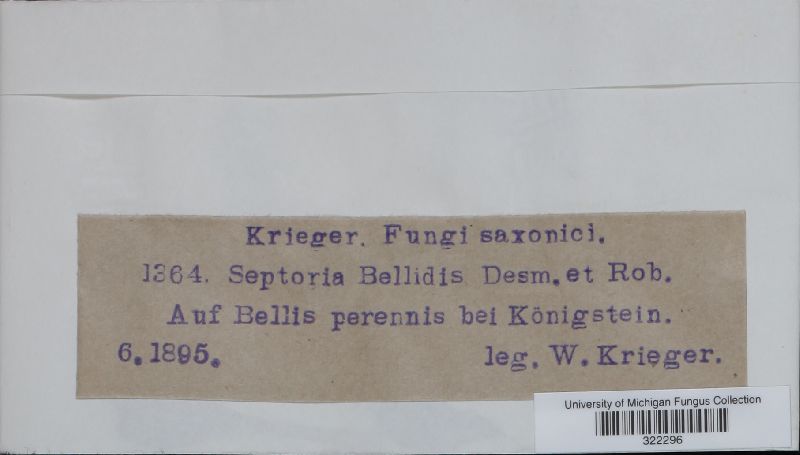 Krieger. Fungi saxonici.
1364. Septoria Bellidis Desm. et Rob.
Auf Bellis perennis bei Königstein.
6. 1895. leg. W. Krieger.
University of Michigan Fungus Collection
322296